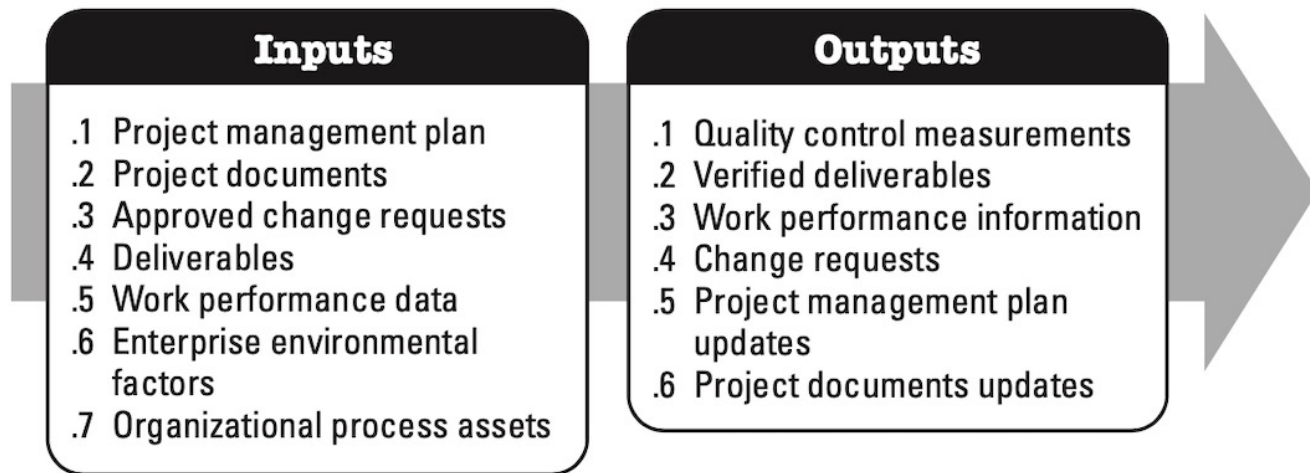 Inputs
.1 Project management plan
.2 Project documents
.3 Approved change requests
.4 Deliverables
.5 Work performance data
.6 Enterprise environmental
factors
.7 Organizational process assets
Outputs
.1 Quality control measurements
.2 Verified deliverables
.3 Work performance information
.4 Change requests
.5 Project management plan
updates
.6 Project documents updates